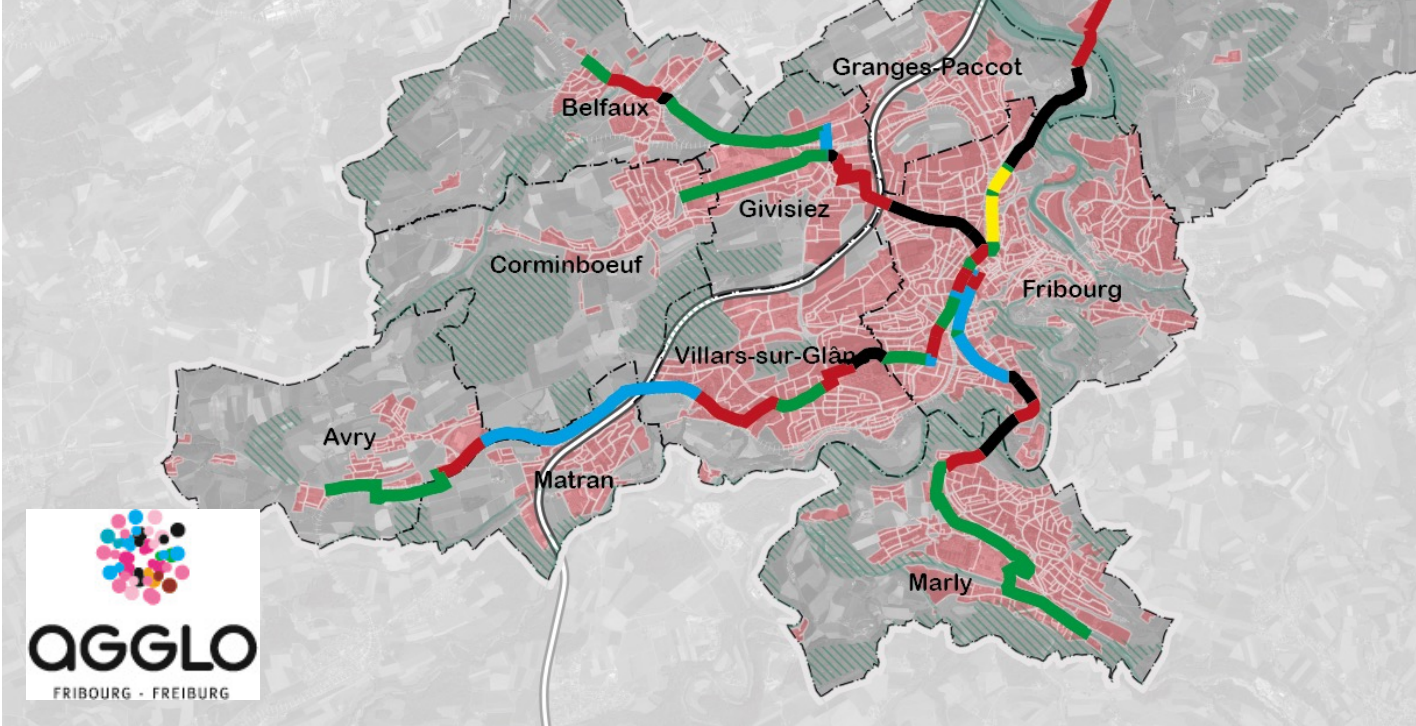 Granges-Paccot
Belfaux
Givisiez
Corminboeuf
Fribourg
Villars-sur-Glân
Avry
Matran
Marly
AGGLO
FRIBOURG - FREIBURG